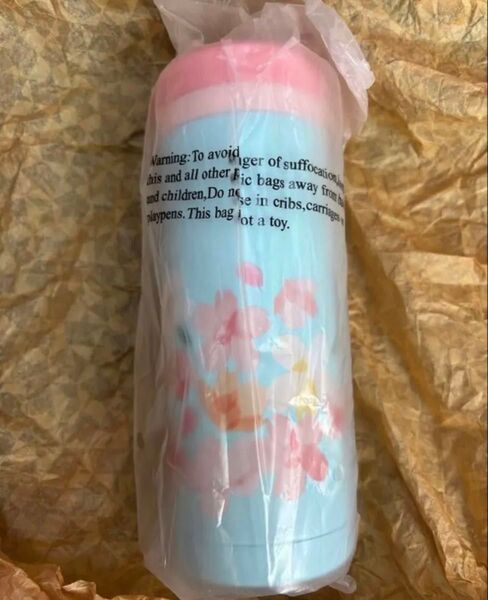 Warning: To avoid nger of suffocation,
this and all other ic bags away from
and children,Do n se in cribs,carriages
playpens. This bag ot a toy.